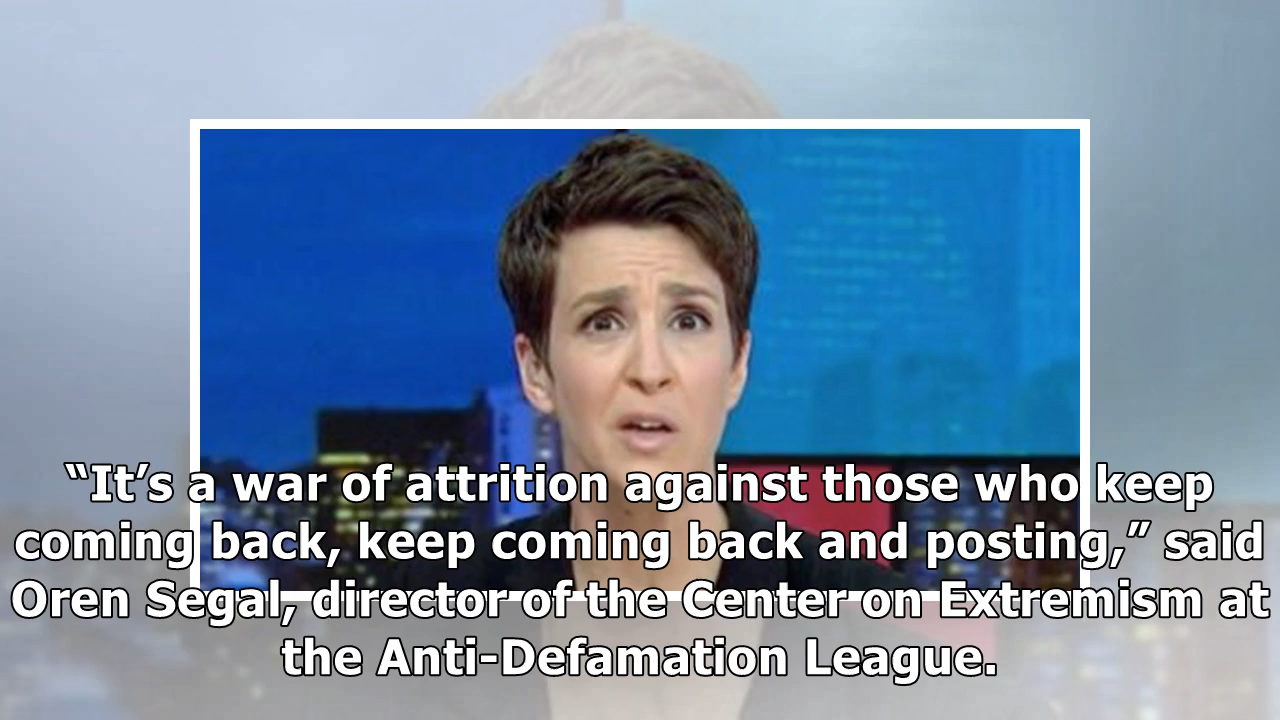 “It’s a war of attrition against those who keep
coming back, keep coming back and posting,” said
Oren Segal, director of the Center on Extremism at
the Anti-Defamation League.